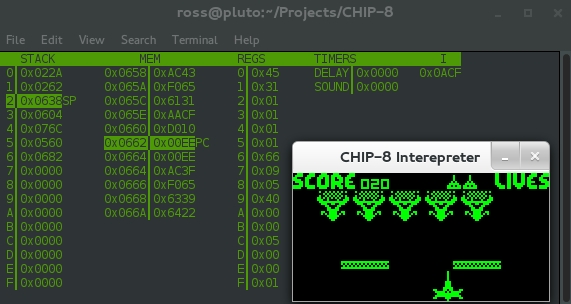 ross@pluto:~/Projects/CHIP-8
File Edit View Search Terminal Help
STACK MEM REGS TIMERS I
0 0x022A 0x0658 0xAC43 0 0x45 DELAY 0x0000 0x0ACF
1 0x0262 0x065A 0xF065 1 0x31 SOUND 0x0000
2 0x0638SP 0x065C 0x6131 2 0x01
3 0x0604 0x065E 0xAACF 3 0x01
4 0x076C 0x0660 0xD010 4 0x01
5 0x0560 0x0662 0x00EEPC 5 0x01
6 0x0682 0x0664 0x00EE 6 0x66
7 0x0000 0x0664 0xAC3F 7 0x09
8 0x0000 0x0666 0xF065 8 0x05
9 0x0000 0x0668 0x6339 9 0x40
A 0x0000 0x066A 0x6422 A 0x00
B 0x0000 B 0x00
C 0x0000 C 0x05
D 0x0000 D 0x00
E 0x0000 E 0x00
F 0x0000 F 0x01
CHIP-8 Interepreter
SCORE 020 LIVES